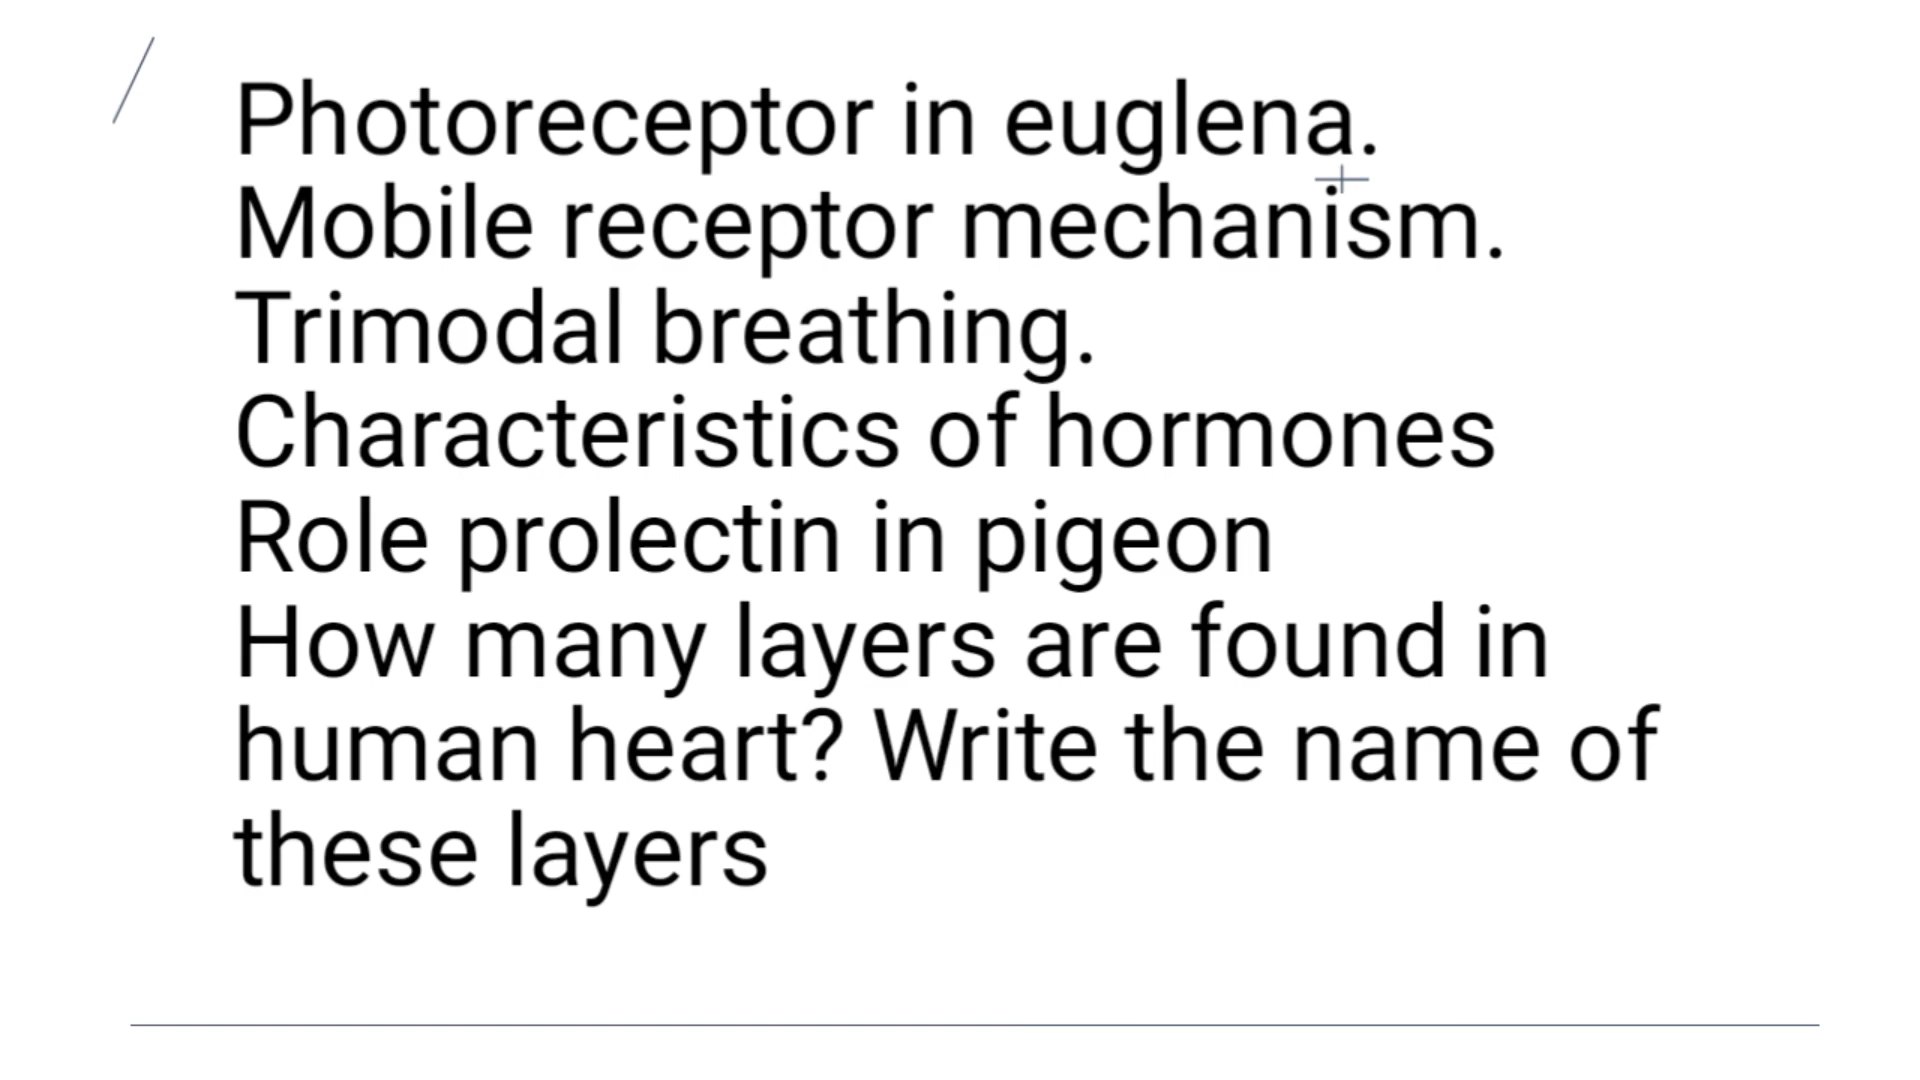 Photoreceptor in euglena.
Mobile receptor mechanism.
Trimodal breathing.
Characteristics of hormones
Role prolectin in pigeon
How many layers are found in
human heart? Write the name of
these layers